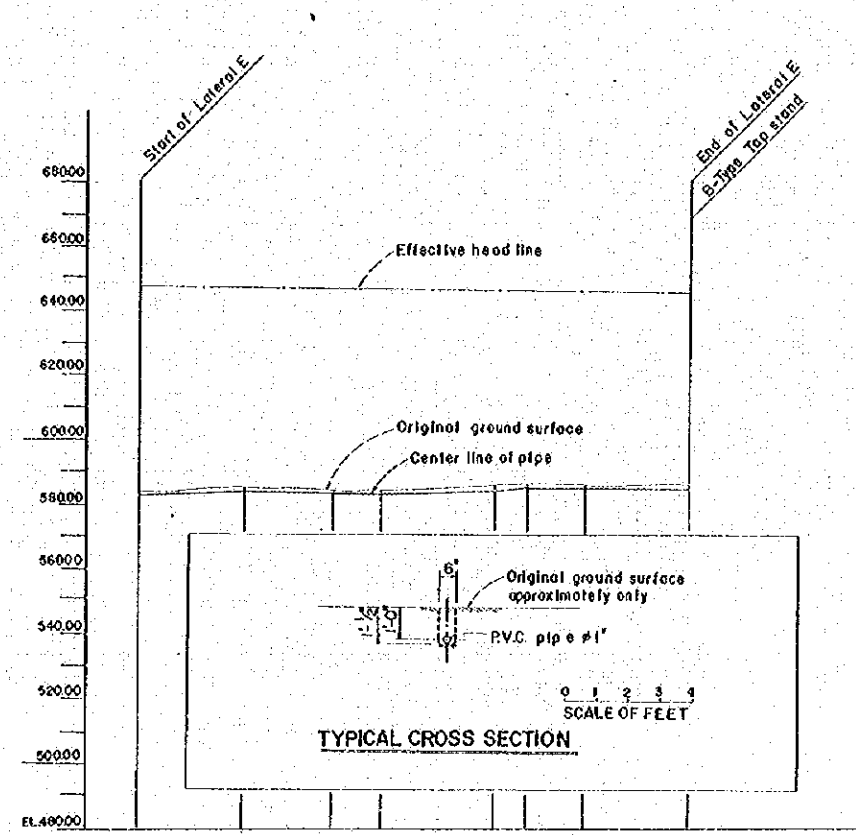 Start of Lateral E
End of Lateral E
B-Type Tap stand
680.00
660.00
640.00
620.00
600.00
580.00
560.00
540.00
520.00
500.00
EL.480.00
Effective head line
Original ground surface
Center line of pipe
6"
Original ground surface
approximately only
P.V.C. pipe ø1"
0 1 2 3 4
SCALE OF FEET
TYPICAL CROSS SECTION